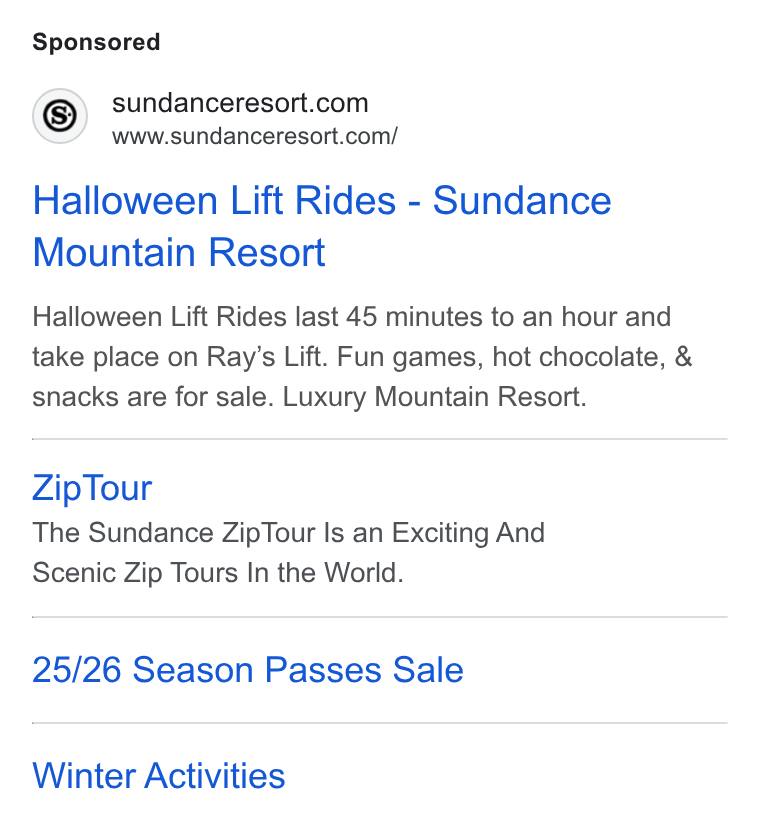 Sponsored
S
sundanceresort.com
www.sundanceresort.com/
Halloween Lift Rides - Sundance
Mountain Resort
Halloween Lift Rides last 45 minutes to an hour and
take place on Ray’s Lift. Fun games, hot chocolate, &
snacks are for sale. Luxury Mountain Resort.
ZipTour
The Sundance ZipTour Is an Exciting And
Scenic Zip Tours In the World.
25/26 Season Passes Sale
Winter Activities